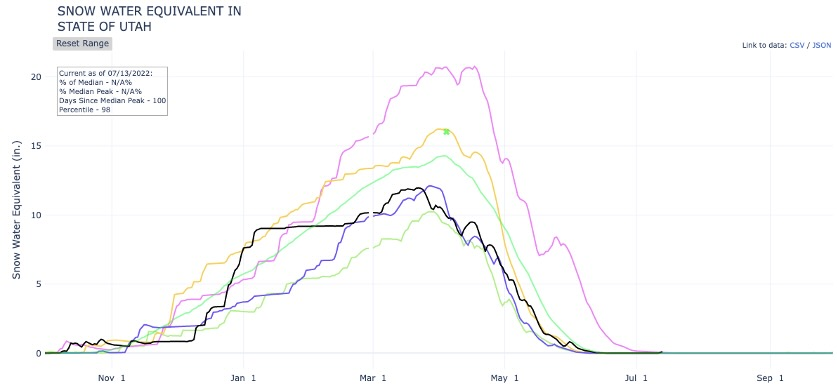 SNOW WATER EQUIVALENT IN
STATE OF UTAH
Reset Range
Link to data: CSV / JSON
Current as of 07/13/2022:
% of Median - N/A%
% Median Peak - N/A%
Days Since Median Peak - 100
Percentile - 98
Snow Water Equivalent (in.)
20
15
10
5
0
Nov 1
Jan 1
Mar 1
May 1
Jul 1
Sep 1